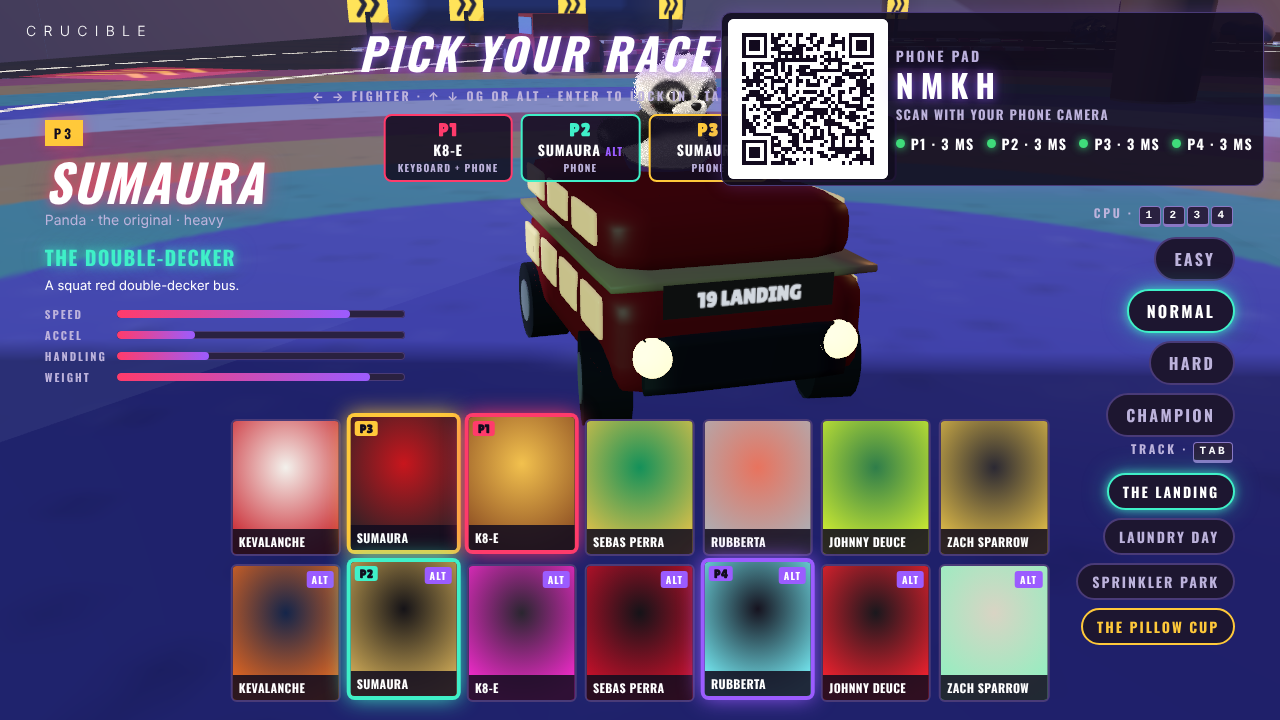 CRUCIBLE
PICK YOUR RACER
← → FIGHTER · ↑ ↓ OG OR ALT · ENTER TO LOCK IN · TA
P1
K8-E
KEYBOARD + PHONE
P2
SUMAURA ALT
PHONE
P3
SUMAU
PHON
PHONE PAD
NMKH
SCAN WITH YOUR PHONE CAMERA
P1 · 3 MS
P2 · 3 MS
P3 · 3 MS
P4 · 3 MS
P3
SUMAURA
Panda · the original · heavy
THE DOUBLE-DECKER
A squat red double-decker bus.
SPEED
ACCEL
HANDLING
WEIGHT
19 LANDING
CPU · 1 2 3 4
EASY
NORMAL
HARD
CHAMPION
TRACK · TAB
THE LANDING
LAUNDRY DAY
SPRINKLER PARK
THE PILLOW CUP
KEVALANCHE
P3
SUMAURA
P1
K8-E
SEBAS PERRA
RUBBERTA
JOHNNY DEUCE
ZACH SPARROW
ALT
KEVALANCHE
P2
ALT
SUMAURA
ALT
K8-E
ALT
SEBAS PERRA
P4
ALT
RUBBERTA
ALT
JOHNNY DEUCE
ALT
ZACH SPARROW